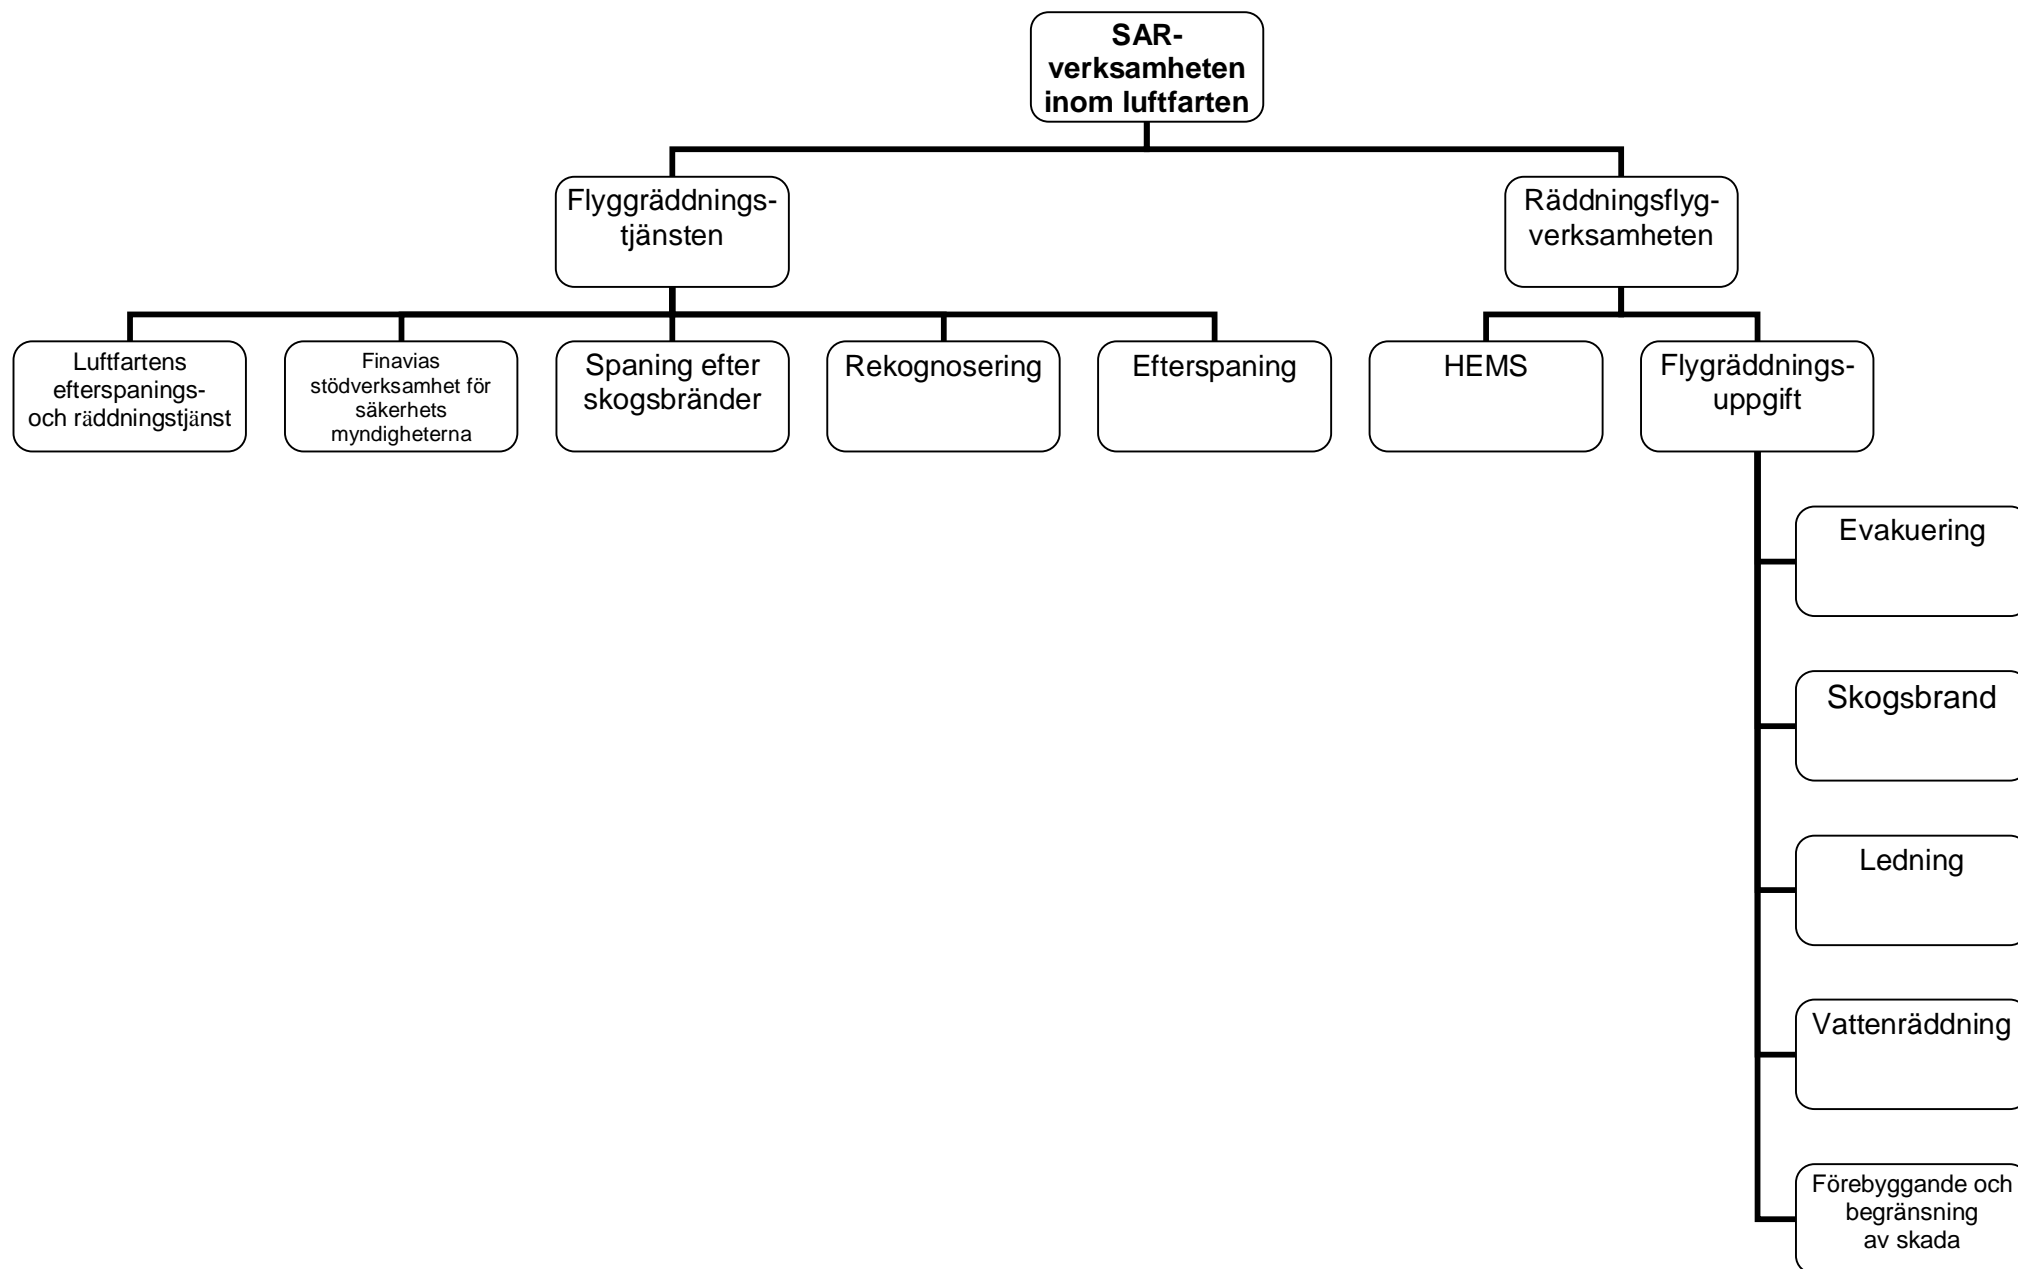 SAR-
verksamheten
inom luftfarten
Flyggräddnings-
tjänsten
Räddningsflyg-
verksamheten
Luftfartens
efterspanings-
och räddningstjänst
Finavias
stödverksamhet för
säkerhets
myndigheterna
Spaning efter
skogsbränder
Rekognosering
Efterspaning
HEMS
Flygräddnings-
uppgift
Evakuering
Skogsbrand
Ledning
Vattenräddning
Förebyggande och
begränsning
av skada